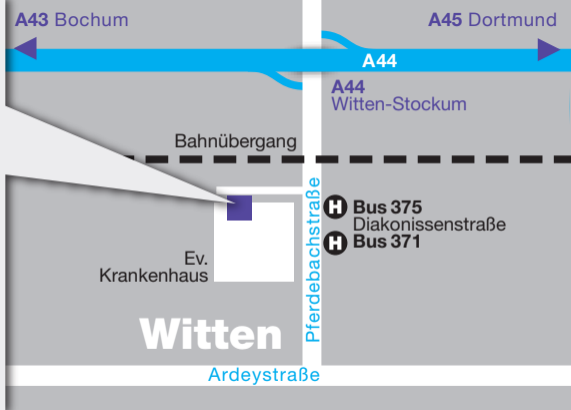 A43 Bochum
A45 Dortmund
A44
A44
Witten-Stockum
Bahnübergang
Pferdebachstraße
H Bus 375
Diakonissenstraße
H Bus 371
Ev.
Krankenhaus
Witten
Ardeystraße